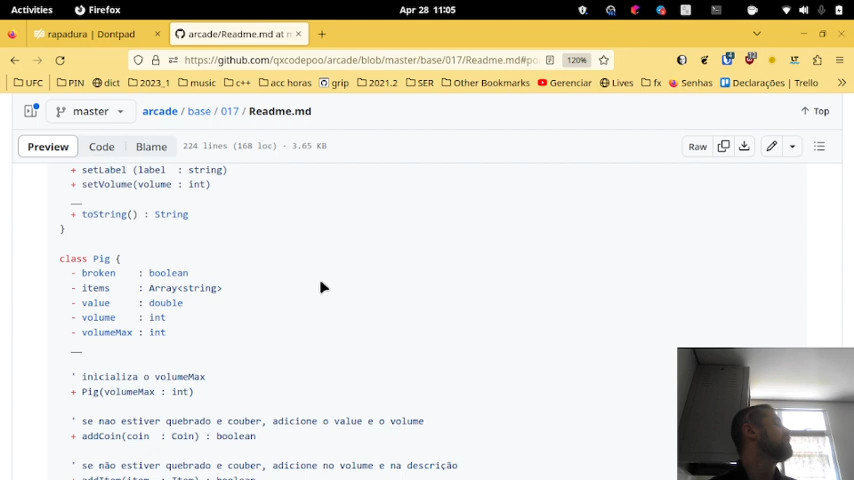 Activities
Firefox
Apr 28 11:05
rapadura | Dontpad
arcade/Readme.md at m
https://github.com/qxcodepoo/arcade/blob/master/base/017/Readme.md#po
120%
UFC
PIN
dict
2023_1
music
c++
acc horas
grip
2021.2
SER
Other Bookmarks
Gerenciar
Lives
fx
Senhas
Declarações | Trello
master
arcade / base / 017 / Readme.md
Top
Preview
Code
Blame
224 lines (168 loc) · 3.65 KB
Raw
+ setLabel (label : string)
+ setVolume(volume : int)
__
+ toString() : String
}
class Pig {
- broken : boolean
- items : Array<string>
- value : double
- volume : int
- volumeMax : int
__
' inicializa o volumeMax
+ Pig(volumeMax : int)
' se nao estiver quebrado e couber, adicione o value e o volume
+ addCoin(coin : Coin) : boolean
' se não estiver quebrado e couber, adicione no volume e na descrição
+ addItem(item : Item) : boolean